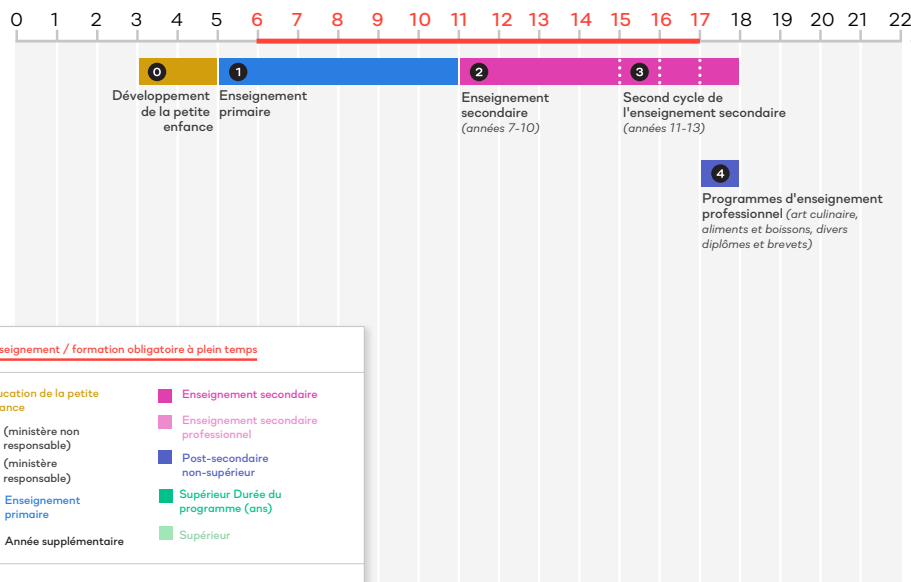 0 1 2 3 4 5 6 7 8 9 10 11 12 13 14 15 16 17 18 19 20 21 22
0 1 2 3
Développement
de la petite
enfance
Enseignement
primaire
Enseignement
secondaire
(années 7-10)
Second cycle de
l'enseignement secondaire
(années 11-13)
4
Programmes d'enseignement
professionnel (art culinaire,
aliments et boissons, divers
diplômes et brevets)
seignement / formation obligatoire à plein temps
ucation de la petite
ance
(ministère non
responsable)
(ministère
responsable)
Enseignement
primaire
Année supplémentaire
Enseignement secondaire
Enseignement secondaire
professionnel
Post-secondaire
non-supérieur
Supérieur Durée du
programme (ans)
Supérieur